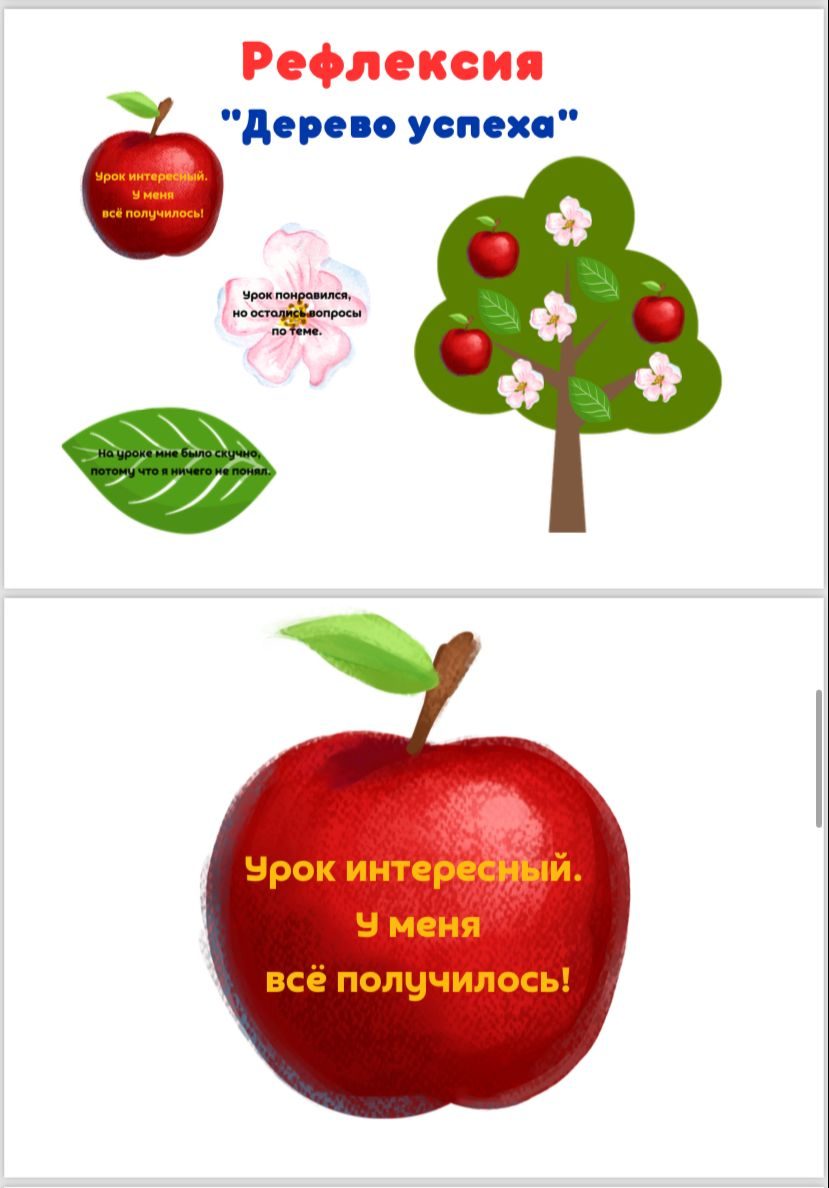 Рефлексия
"Дерево успеха"
Урок интересный.
У меня
всё получилось!
Урок понравился,
но остались вопросы
по теме.
На уроке мне было скучно,
потому что я ничего не понял.
Урок интересный.
У меня
всё получилось!